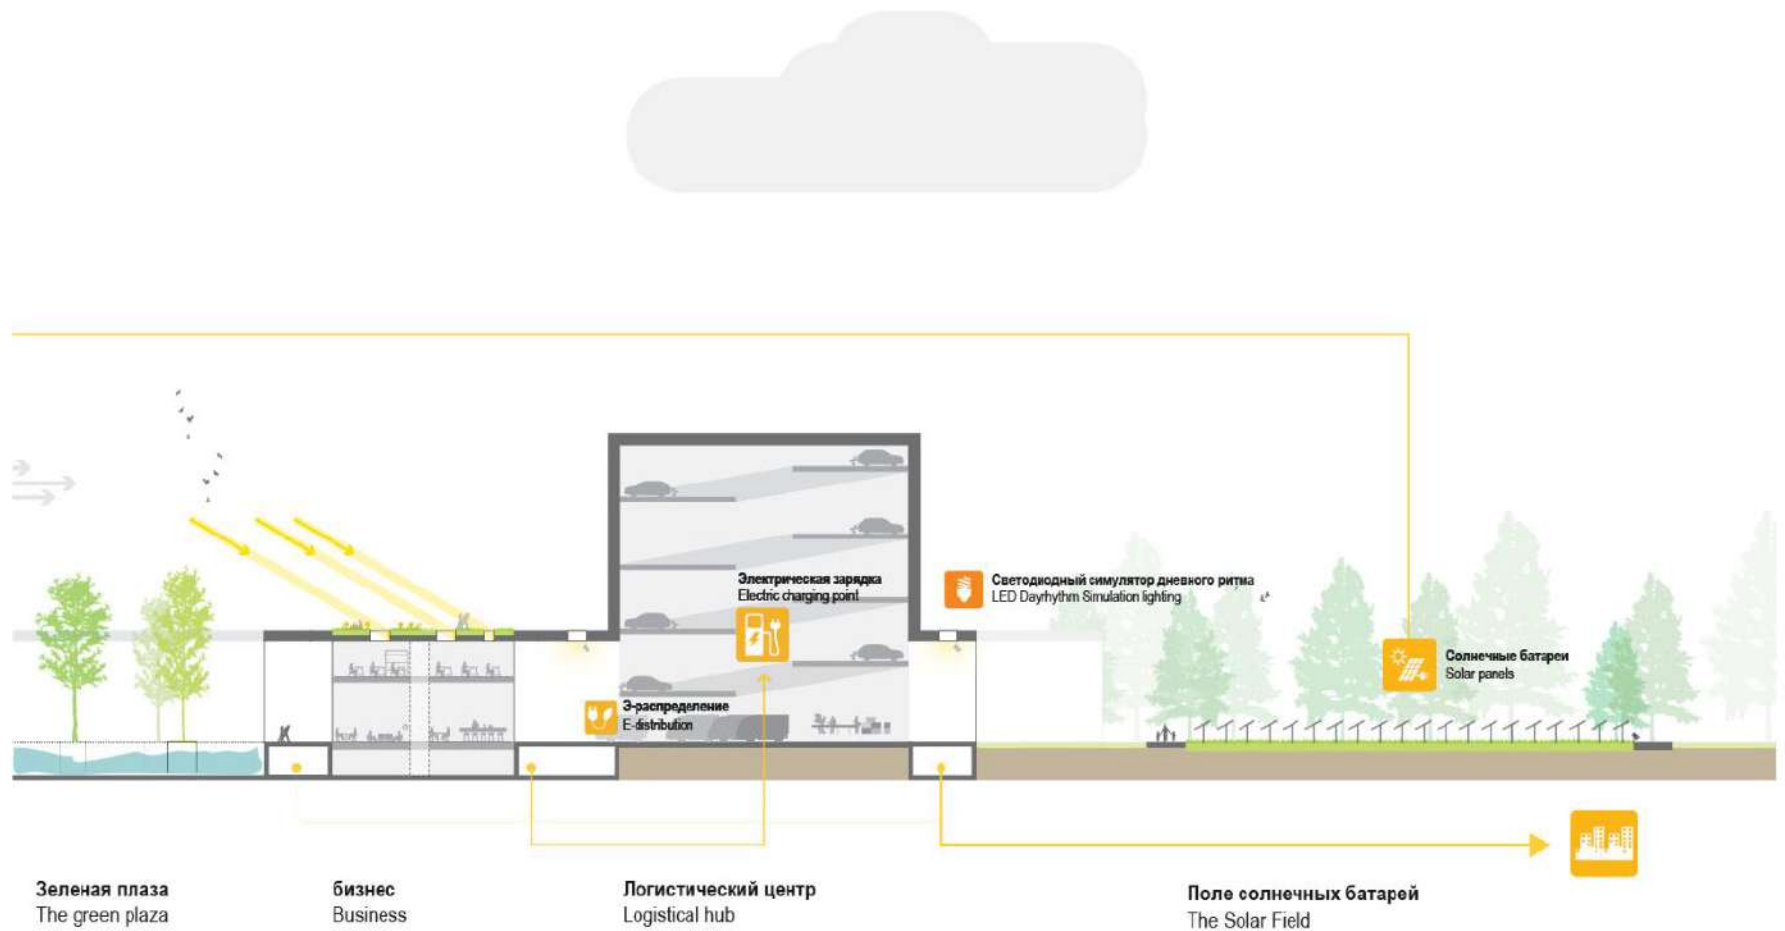 Электрическая зарядка
Electric charging point
Светодиодный симулятор дневного ритма
LED Dayrhythm Simulation lighting
Солнечные батареи
Solar panels
Э-распределение
E-distribution
Зеленая плаза
The green plaza
бизнес
Business
Логистический центр
Logistical hub
Поле солнечных батарей
The Solar Field